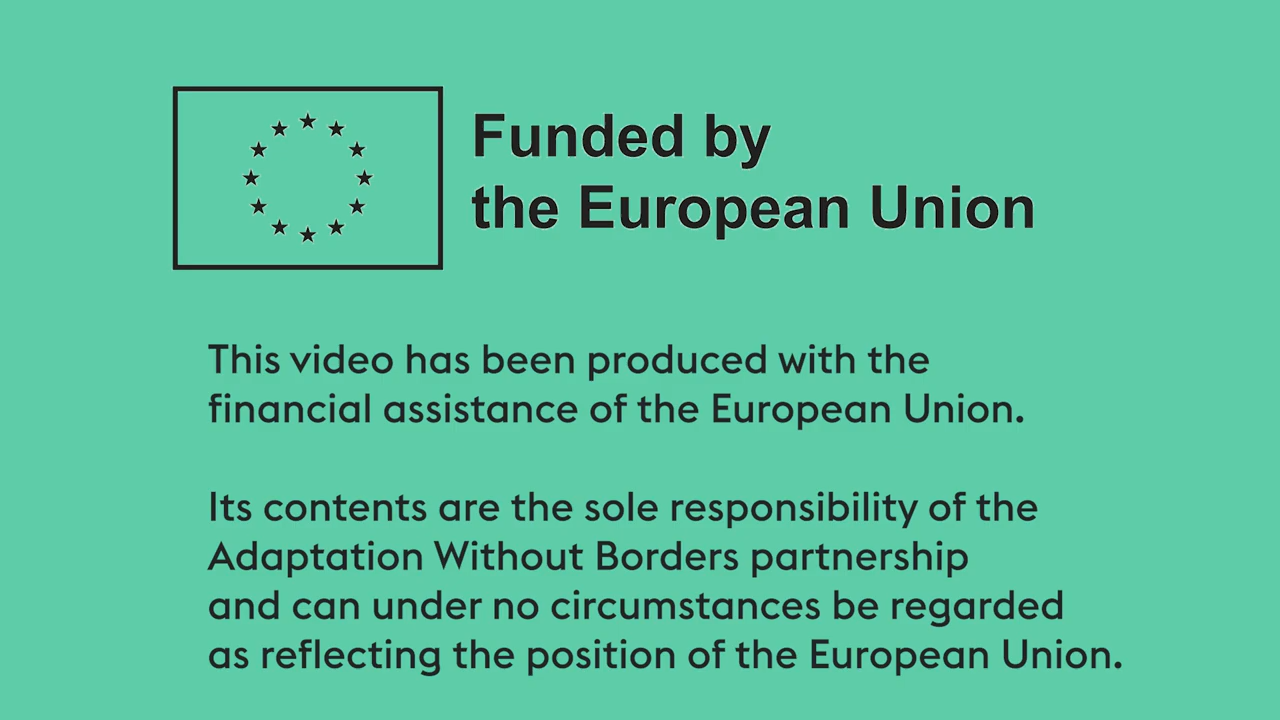 Funded by
the European Union
This video has been produced with the
financial assistance of the European Union.
Its contents are the sole responsibility of the
Adaptation Without Borders partnership
and can under no circumstances be regarded
as reflecting the position of the European Union.